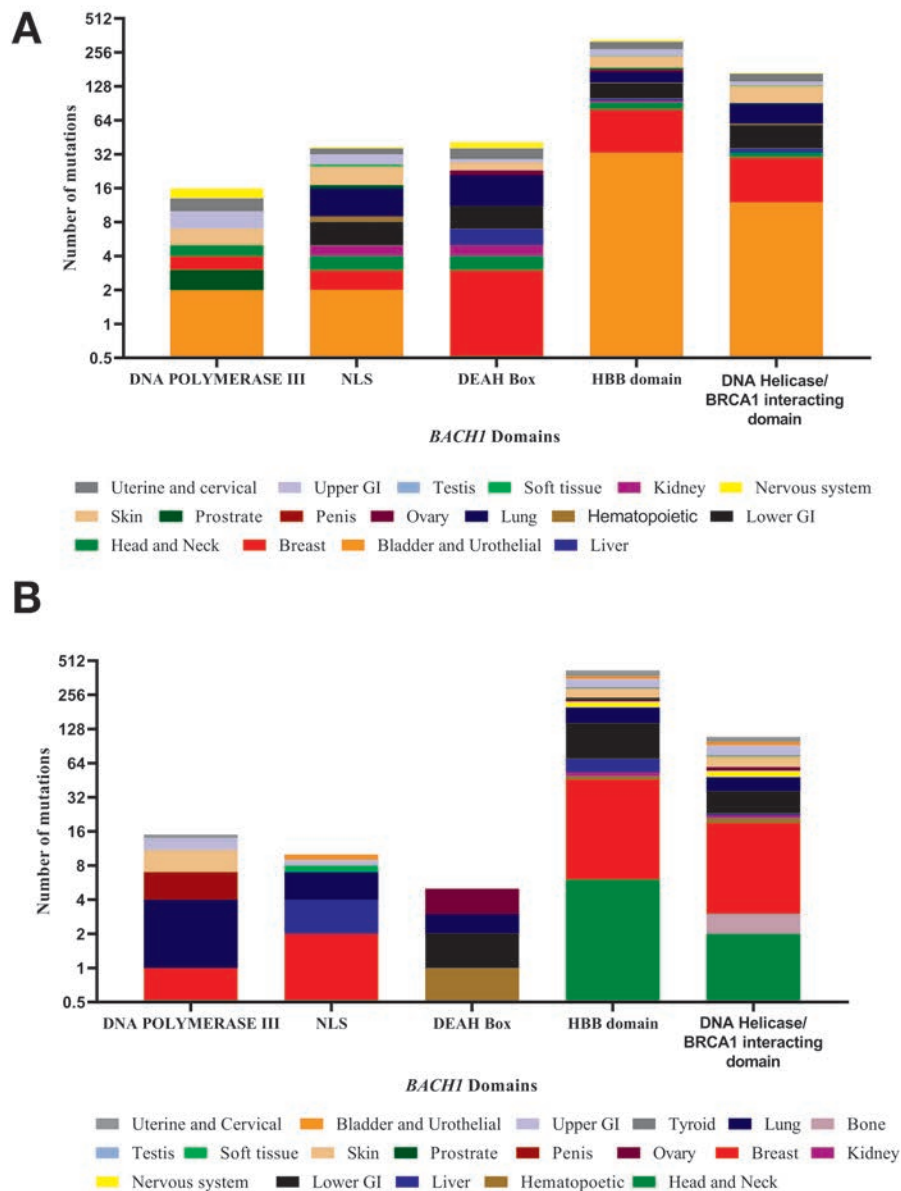 A
512
256
128
64
32
16
8
4
2
1
0.5
Number of mutations
DNA POLYMERASE III
NLS
DEAH Box
HBB domain
DNA Helicase/
BRCA1 interacting
domain
BACH1 Domains
Uterine and cervical Upper GI Testis Soft tissue Kidney Nervous system
Skin Prostrate Penis Ovary Lung Hematopoietic Lower GI
Head and Neck Breast Bladder and Urothelial Liver
B
512
256
128
64
32
16
8
4
2
1
0.5
Number of mutations
DNA POLYMERASE III
NLS
DEAH Box
HBB domain
DNA Helicase/
BRCA1 interacting
domain
BACH1 Domains
Uterine and Cervical Bladder and Urothelial Upper GI Tyroid Lung Bone
Testis Soft tissue Skin Prostrate Penis Ovary Breast Kidney
Nervous system Lower GI Liver Hematopoetic Head and Neck